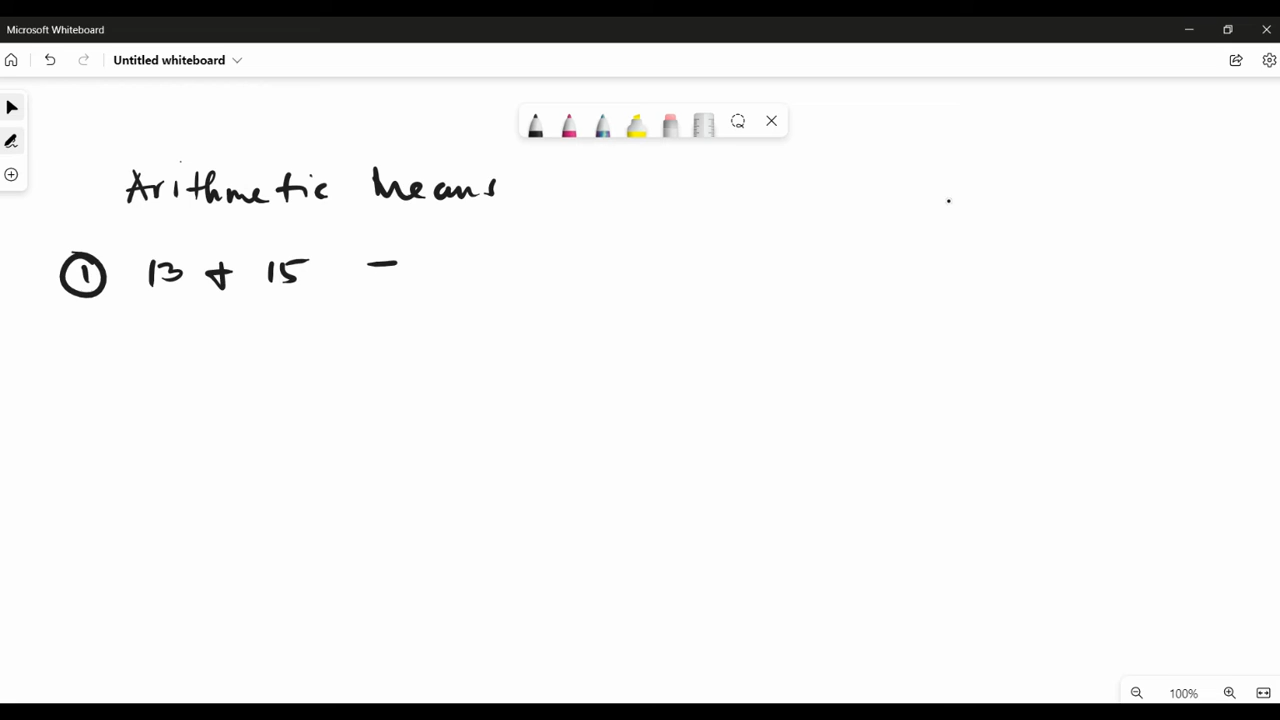 Microsoft Whiteboard
Untitled whiteboard
Arithmetic Means
① 13 & 15 –
100%